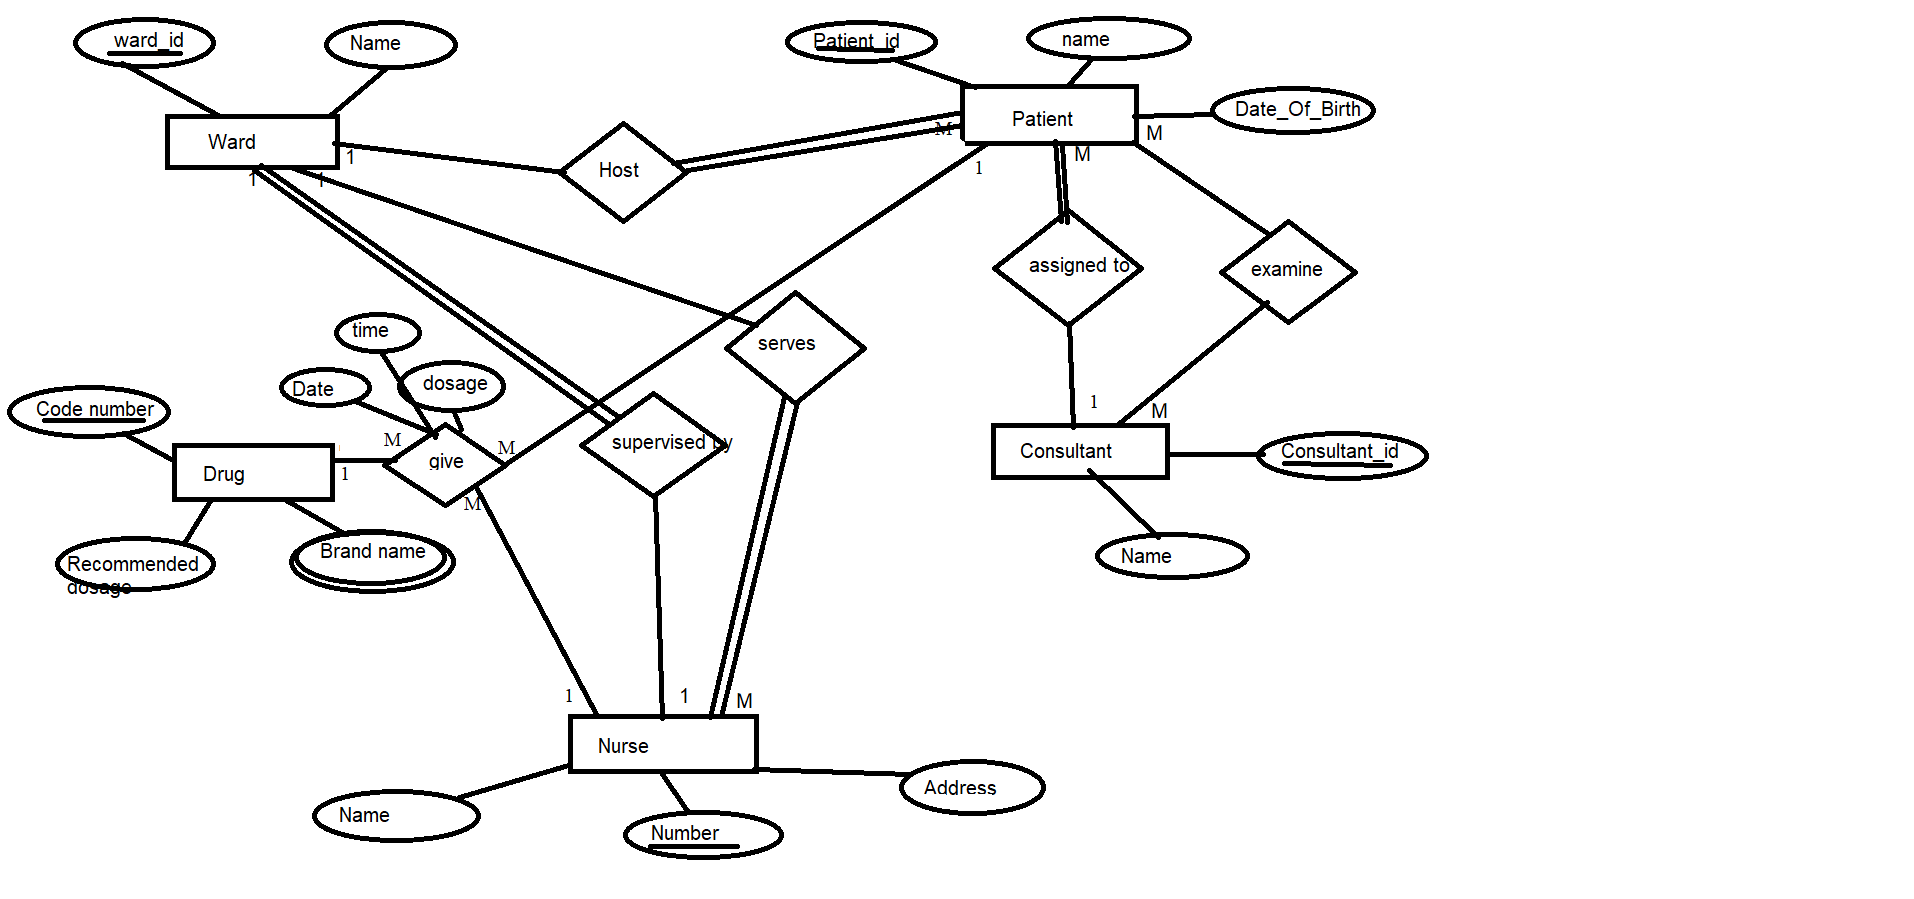 ward_id
Name
Patient_id
name
Date_Of_Birth
Ward
Patient
1
Host
M
M
M
1
1
1
assigned to
examine
time
serves
Date
dosage
Code number
1
M
M
M
supervised by
Drug
1
give
M
Consultant
Consultant_id
Recommended
dosage
Brand name
Name
1
1
M
Nurse
Name
Number
Address